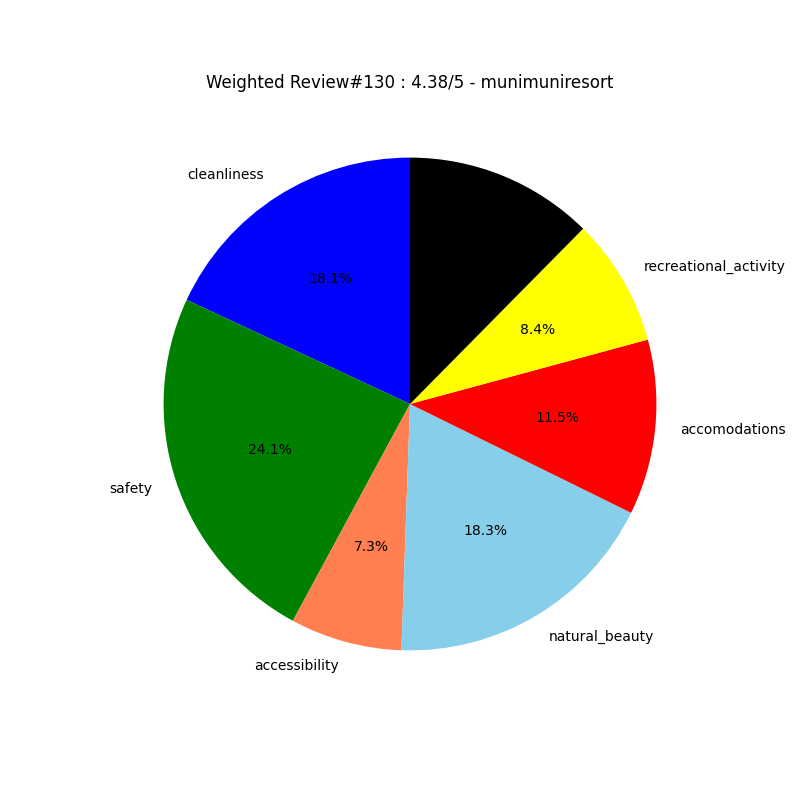 Weighted Review#130 : 4.38/5 - munimuniresort
cleanliness
recreational_activity
18.1%
8.4%
11.5%
accomodations
24.1%
safety
18.3%
7.3%
natural_beauty
accessibility